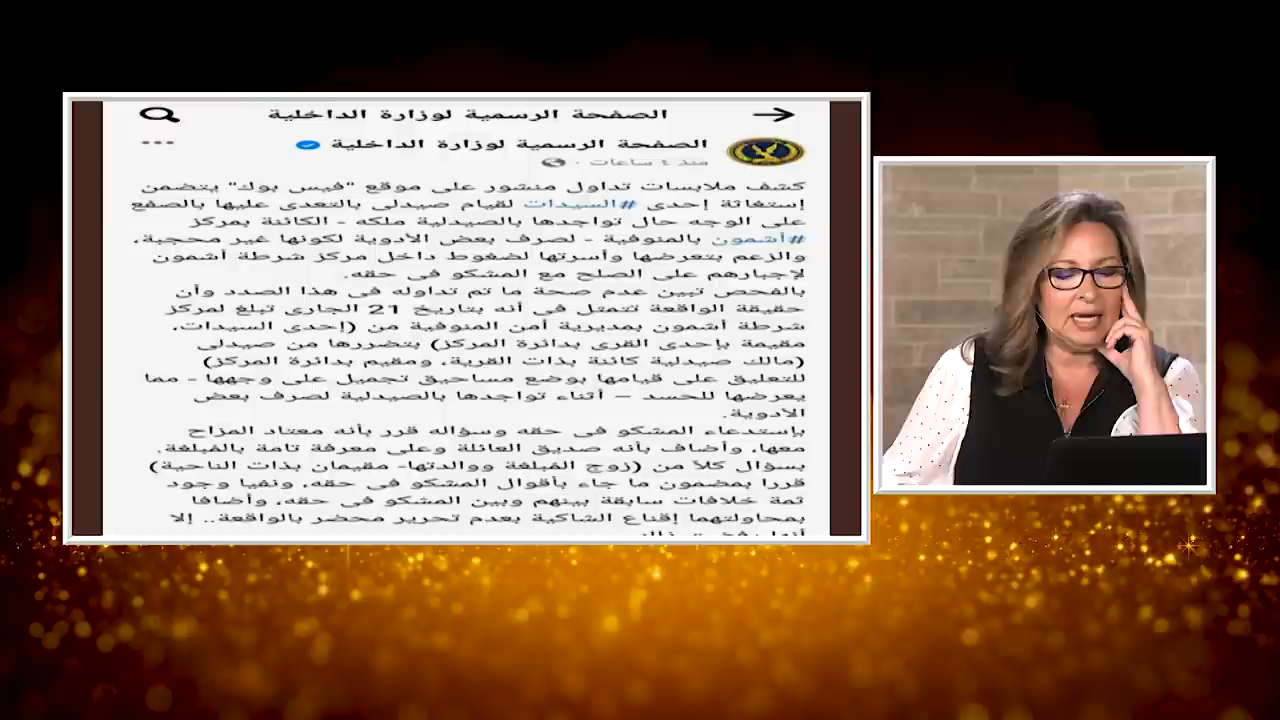 الصفحة الرسمية لوزارة الداخلية
الصفحة الرسمية لوزارة الداخلية
منذ ٤ ساعات ·
كشف ملابسات تداول منشور على موقع "فيس بوك" يتضمن
إستغاثة إحدى #السيدات لقيام صيدلى بالتعدى عليها بالصفع
على الوجه حال تواجدها بالصيدلية ملكه - الكائنة بمركز
#أشمون بالمنوفية - لصرف بعض الأدوية لكونها غير محجبة،
والزعم بتعرضها وأسرتها لضغوط داخل مركز شرطة أشمون
لإجبارهم على الصلح مع المشكو فى حقه.
بالفحص تبين عدم صحة ما تم تداوله فى هذا الصدد وأن
حقيقة الواقعة تتمثل فى أنه بتاريخ 21 الجارى تبلغ لمركز
شرطة أشمون بمديرية أمن المنوفية من (إحدى السيدات،
مقيمة بإحدى القرى بدائرة المركز) بتضررها من صيدلى
(مالك صيدلية كائنة بذات القرية، ومقيم بدائرة المركز)
للتعليق على قيامها بوضع مساحيق تجميل على وجهها - مما
يعرضها للحسد – أثناء تواجدها بالصيدلية لصرف بعض
الأدوية.
بإستدعاء المشكو فى حقه وسؤاله قرر بأنه معتاد المزاح
معها، وأضاف بأنه صديق العائلة وعلى معرفة تامة بالمبلغة.
بسؤال كلاً من (زوج المُبلغة ووالدتها- مقيمان بذات الناحية)
قررا بمضمون ما جاء بأقوال المشكو فى حقه، ونفيا وجود
ثمة خلافات سابقة بينهم وبين المشكو فى حقه، وأضافا
بمحاولتهما إقناع الشاكية بعدم تحرير محضر بالواقعة.. إلا